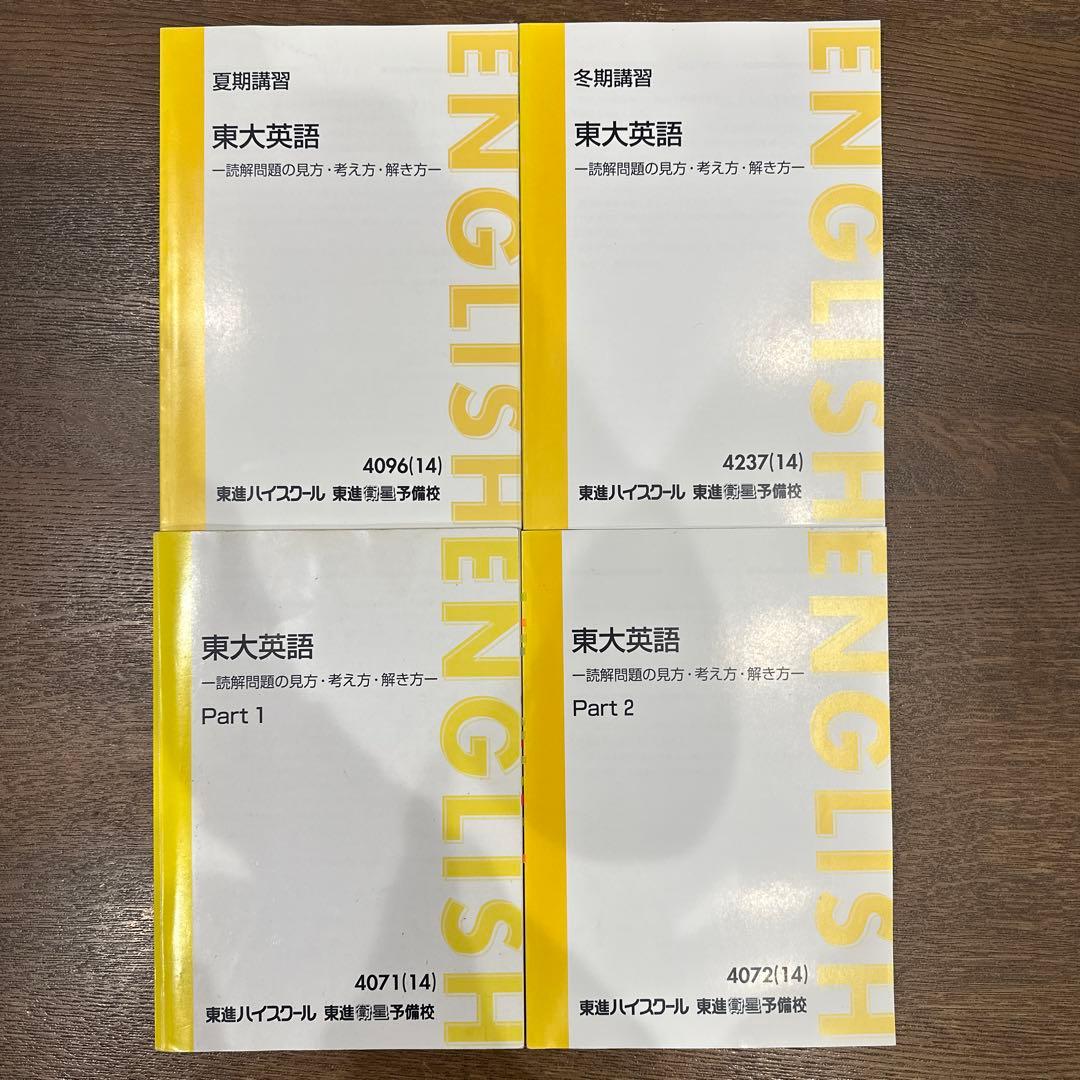 夏期講習
東大英語
―読解問題の見方・考え方・解き方―
4096(14)
東進ハイスクール 東進衛星予備校
ENGLISH
冬期講習
東大英語
―読解問題の見方・考え方・解き方―
4237(14)
東進ハイスクール 東進衛星予備校
ENGLISH
東大英語
―読解問題の見方・考え方・解き方―
Part 1
4071(14)
東進ハイスクール 東進衛星予備校
ENGLISH
東大英語
―読解問題の見方・考え方・解き方―
Part 2
4072(14)
東進ハイスクール 東進衛星予備校
ENGLISH